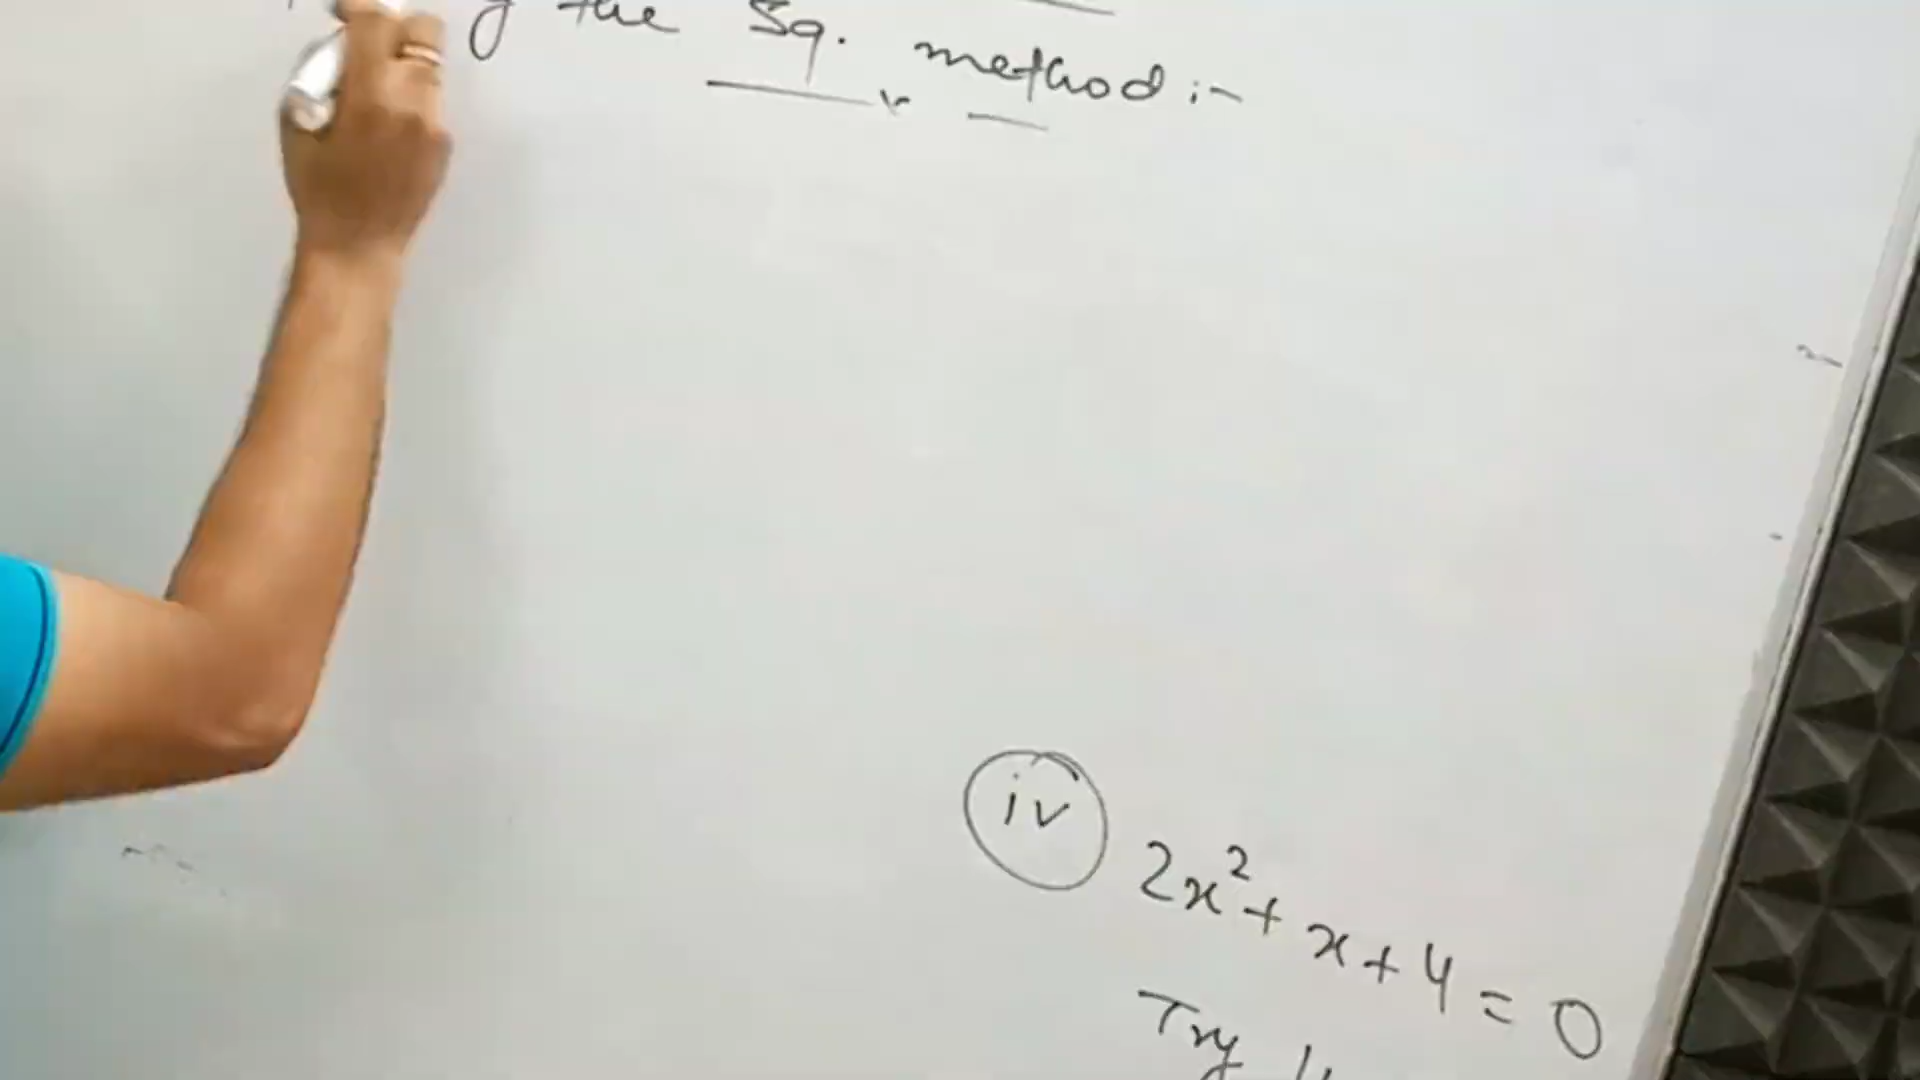 the Sq. method :-
iv 2x² + x + 4 = 0
Try